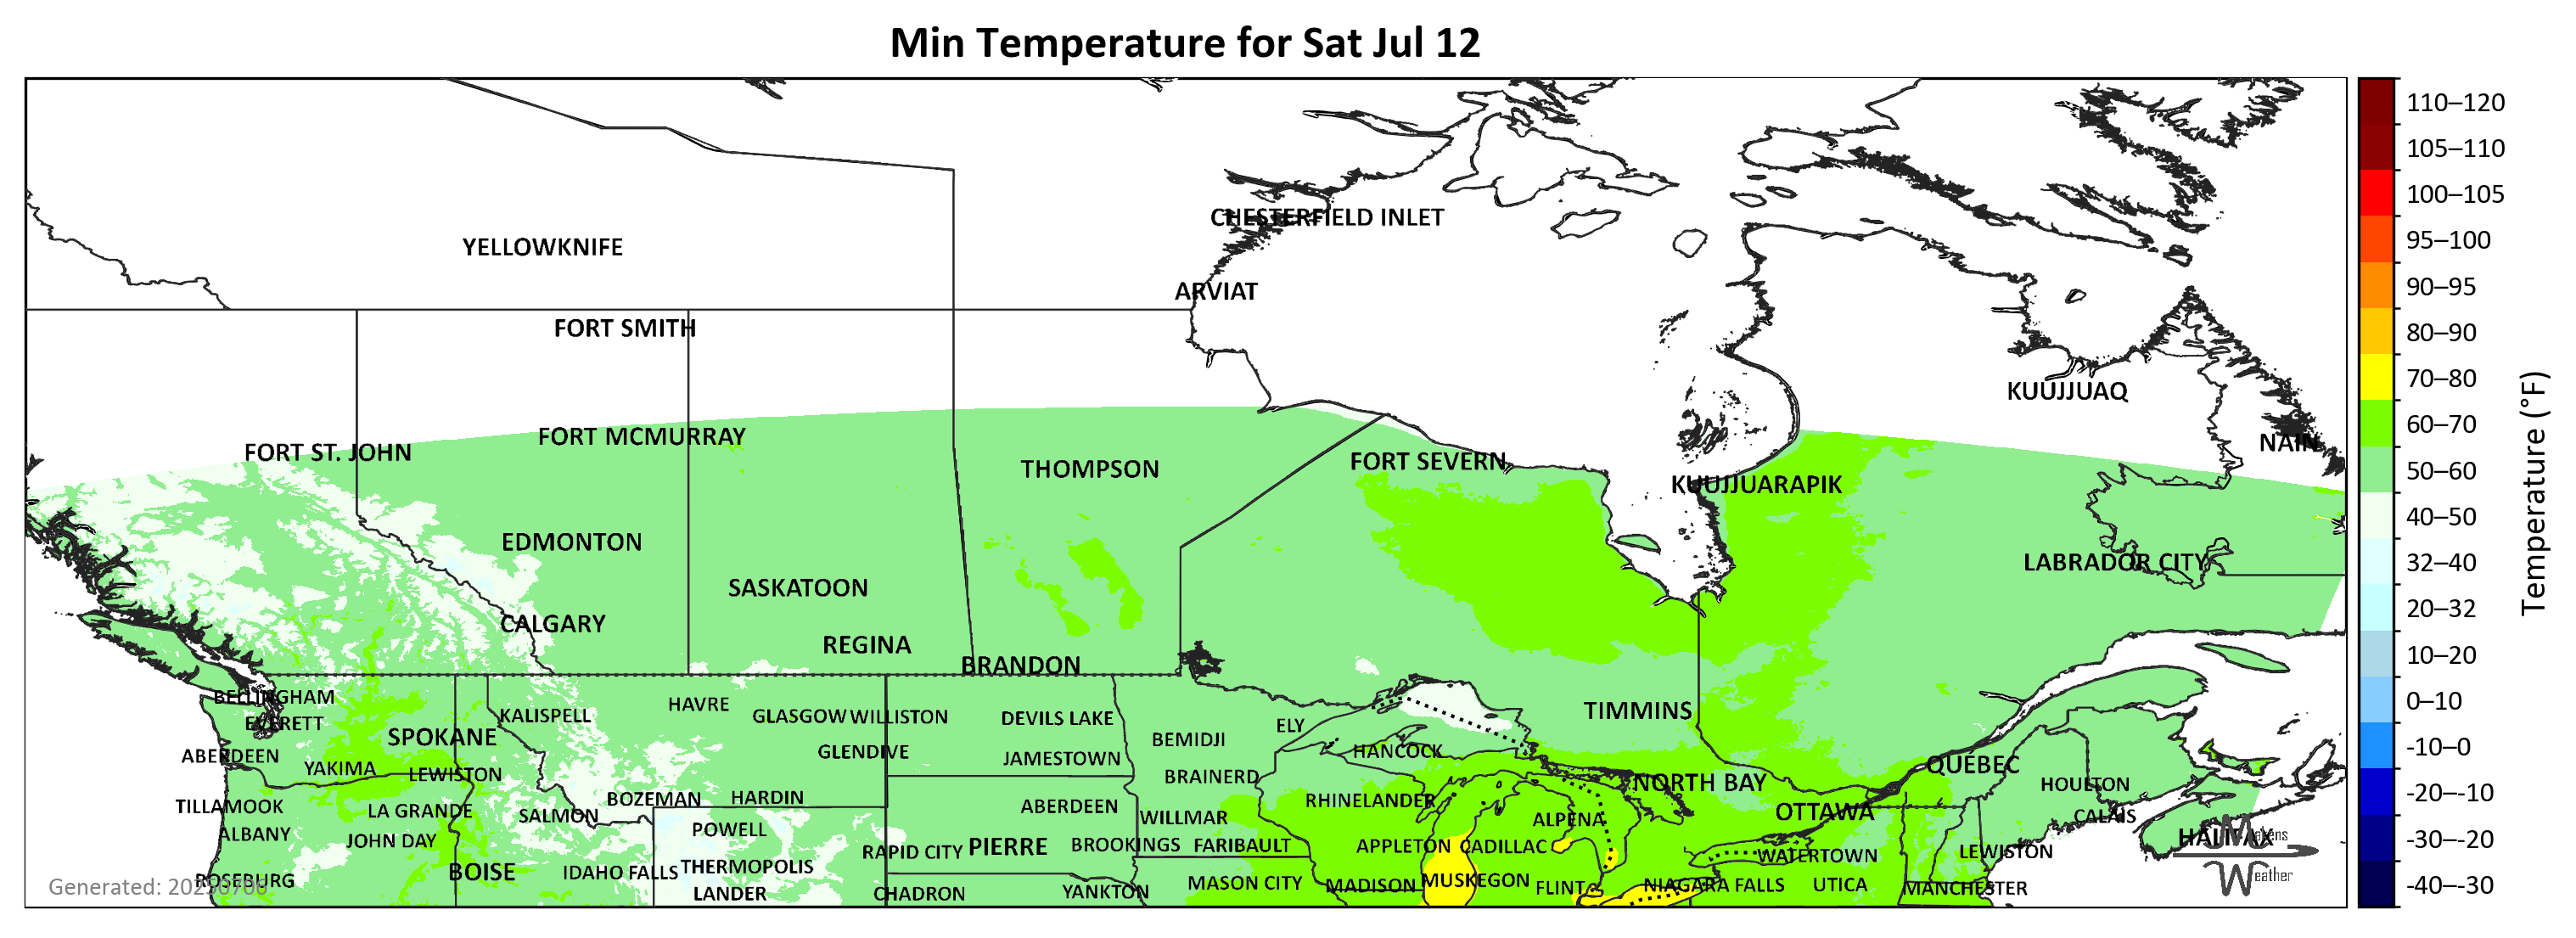 Min Temperature for Sat Jul 12
CHESTERFIELD INLET
YELLOWKNIFE
ARVIAT
FORT SMITH
KUUJJUAQ
FORT MCMURRAY
NAIN
FORT ST. JOHN
FORT SEVERN
THOMPSON
KUUJJUARAPIK
EDMONTON
LABRADOR CITY
SASKATOON
CALGARY
REGINA
BRANDON
BELLINGHAM
HAVRE
TIMMINS
KALISPELL
GLASGOW
WILLISTON
DEVILS LAKE
EVERETT
ELY
SPOKANE
BEMIDJI
HANCOCK
ABERDEEN
GLENDIVE
JAMESTOWN
QUÉBEC
YAKIMA
LEWISTON
BRAINERD
NORTH BAY
HOULTON
BOZEMAN
HARDIN
RHINELANDER
TILLAMOOK
LA GRANDE
ABERDEEN
OTTAWA
SALMON
WILLMAR
ALPENA
CALAIS
ALBANY
POWELL
HALIFAX
JOHN DAY
RAPID CITY
PIERRE
BROOKINGS
FARIBAULT
APPLETON
CADILLAC
WATERTOWN
LEWISTON
BOISE
IDAHO FALLS
THERMOPOLIS
ROSEBURG
MASON CITY
MADISON
MUSKEGON
FLINT
NIAGARA FALLS
UTICA
MANCHESTER
LANDER
CHADRON
YANKTON
Generated: 20250706
Makens
Weather
110–120
105–110
100–105
95–100
90–95
80–90
70–80
60–70
50–60
40–50
32–40
20–32
10–20
0–10
-10–0
-20–-10
-30–-20
-40–-30
Temperature (°F)